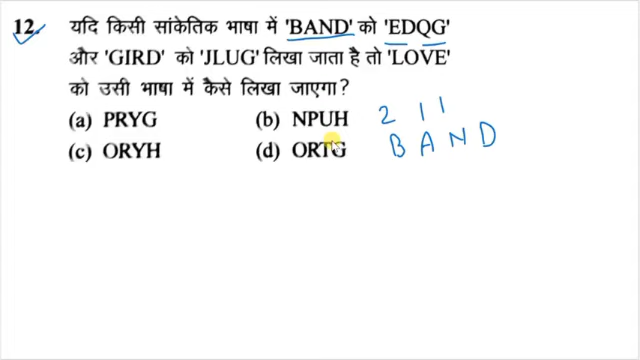 12. यदि किसी सांकेतिक भाषा में 'BAND' को 'EDQG'
और 'GIRD' को 'JLUG' लिखा जाता है तो 'LOVE'
को उसी भाषा में कैसे लिखा जाएगा?
(a) PRYG (b) NPUH
(c) ORYH (d) ORTG
2 1 1
B A N D